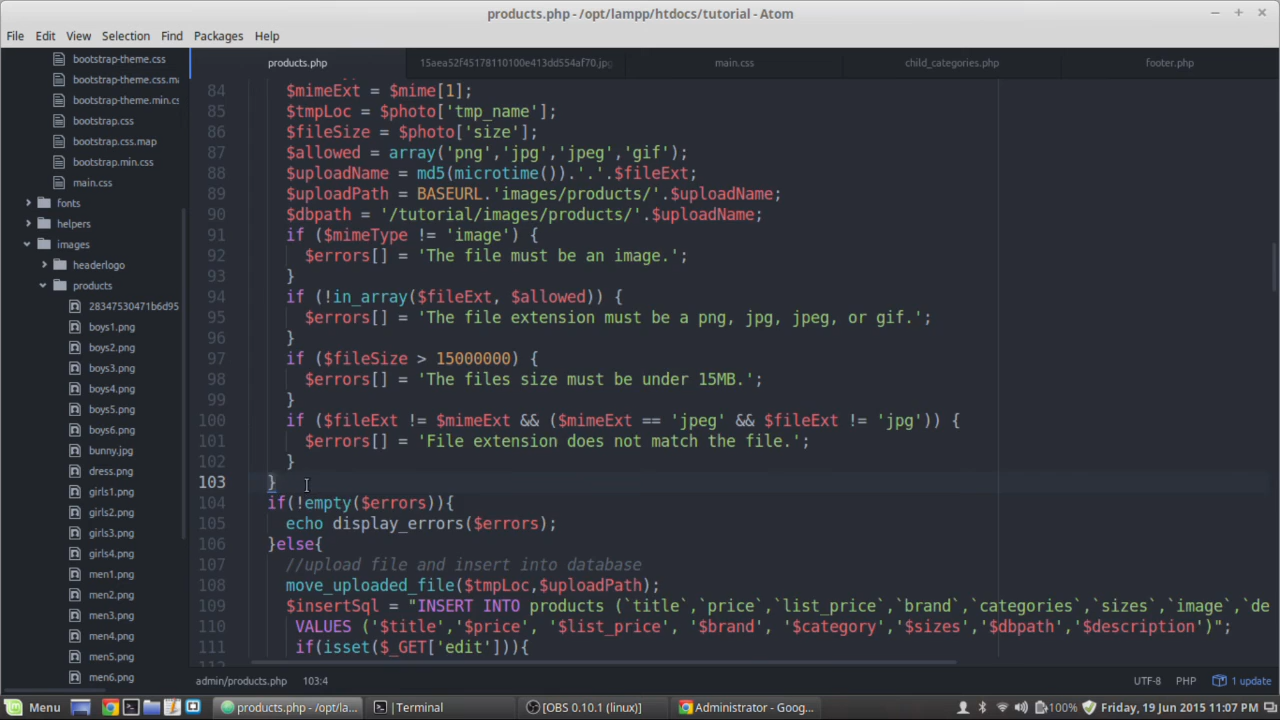 products.php - /opt/lampp/htdocs/tutorial - Atom
File Edit View Selection Find Packages Help
bootstrap-theme.css
bootstrap-theme.css.ma
bootstrap-theme.min.cs
bootstrap.css
bootstrap.css.map
bootstrap.min.css
main.css
fonts
helpers
images
headerlogo
products
28347530471b6d95
boys1.png
boys2.png
boys3.png
boys4.png
boys5.png
boys6.png
bunny.jpg
dress.png
girls1.png
girls2.png
girls3.png
girls4.png
men1.png
men2.png
men3.png
men4.png
men5.png
men6.png
products.php 15aea52f45178110100e413dd554af70.jpg main.css child_categories.php footer.php
84 $mimeExt = $mime[1];
85 $tmpLoc = $photo['tmp_name'];
86 $fileSize = $photo['size'];
87 $allowed = array('png','jpg','jpeg','gif');
88 $uploadName = md5(microtime()).'.'.$fileExt;
89 $uploadPath = BASEURL.'images/products/'.$uploadName;
90 $dbpath = '/tutorial/images/products/'.$uploadName;
91 if ($mimeType != 'image') {
92 $errors[] = 'The file must be an image.';
93 }
94 if (!in_array($fileExt, $allowed)) {
95 $errors[] = 'The file extension must be a png, jpg, jpeg, or gif.';
96 }
97 if ($fileSize > 15000000) {
98 $errors[] = 'The files size must be under 15MB.';
99 }
100 if ($fileExt != $mimeExt && ($mimeExt == 'jpeg' && $fileExt != 'jpg')) {
101 $errors[] = 'File extension does not match the file.';
102 }
103 }
104 if(!empty($errors)){
105 echo display_errors($errors);
106 }else{
107 //upload file and insert into database
108 move_uploaded_file($tmpLoc,$uploadPath);
109 $insertSql = "INSERT INTO products (`title`,`price`,`list_price`,`brand`,`categories`,`sizes`,`image`,`de
110 VALUES ('$title','$price', '$list_price', '$brand', '$category','$sizes','$dbpath','$description')";
111 if(isset($_GET['edit'])){
admin/products.php 103:4 UTF-8 PHP 1 update
Menu products.php - /opt/la... Terminal [OBS 0.10.1 (linux)] Administrator - Goog... 100% Friday, 19 Jun 2015 11:07 PM